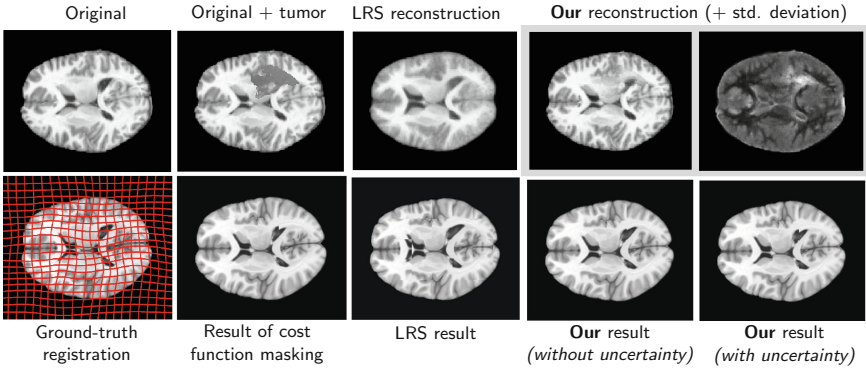 Original
Original + tumor
LRS reconstruction
Our reconstruction (+ std. deviation)
Ground-truth
registration
Result of cost
function masking
LRS result
Our result
(without uncertainty)
Our result
(with uncertainty)